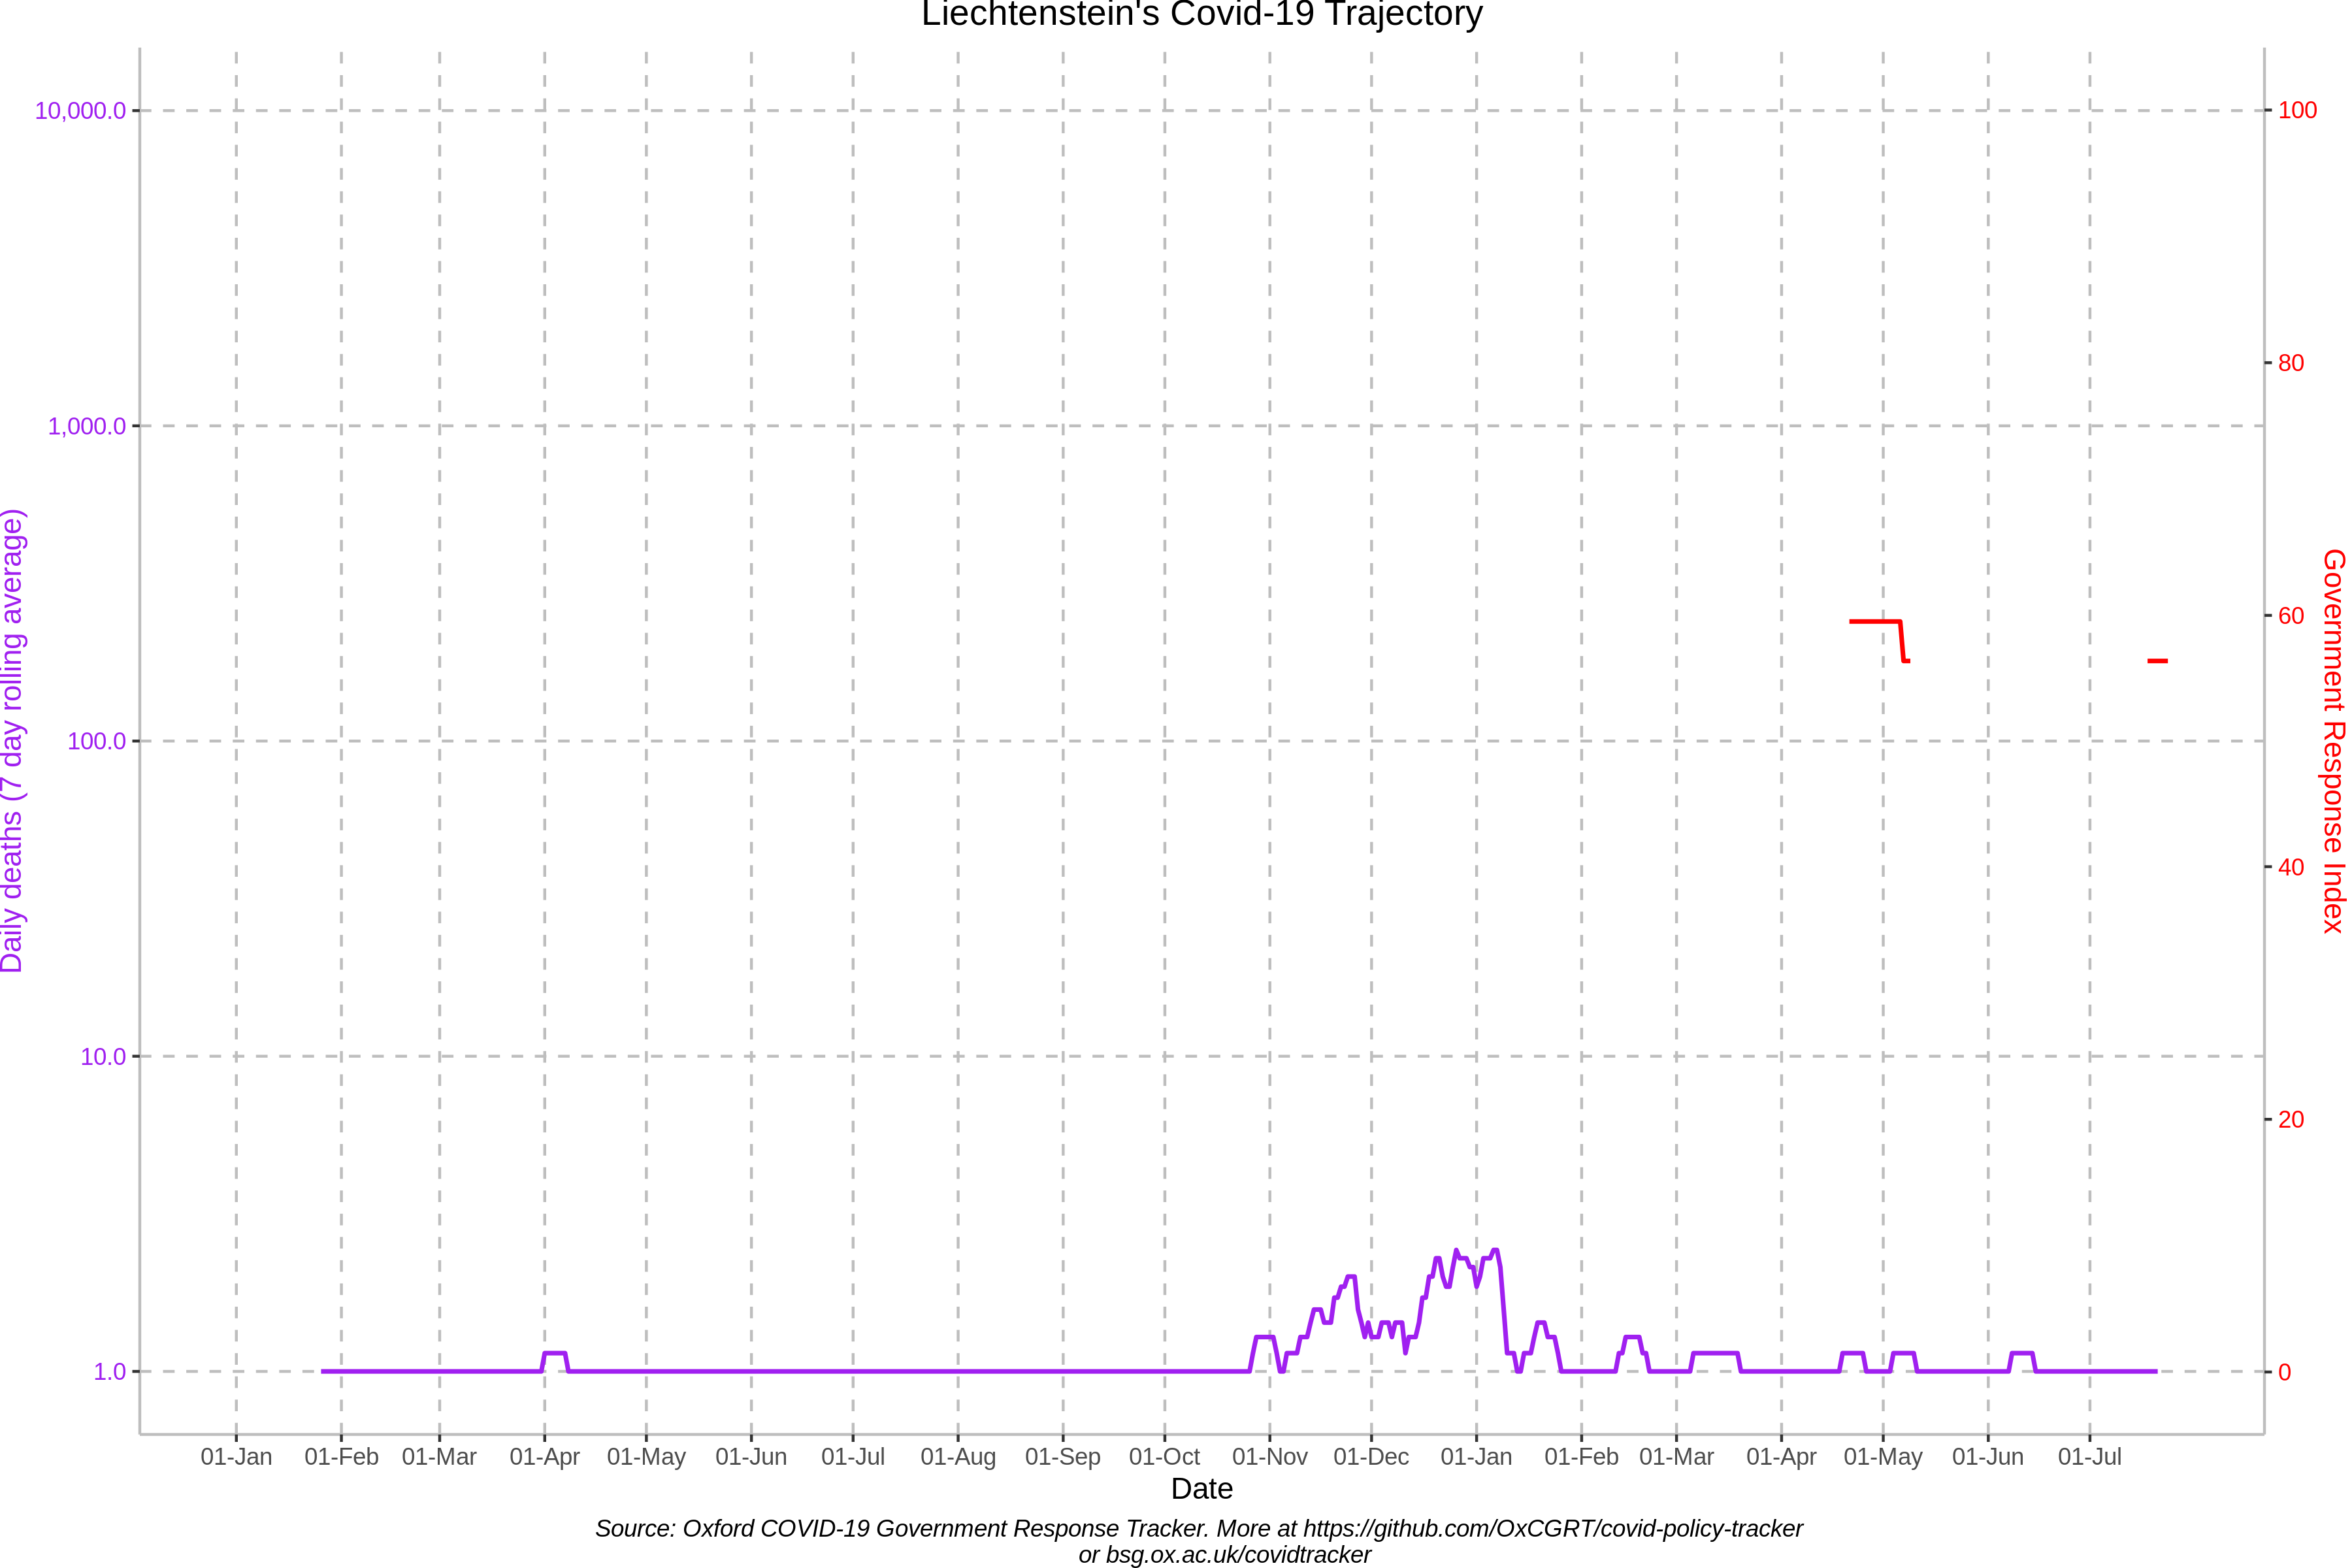 Liechtenstein's Covid-19 Trajectory
10,000.0
1,000.0
100.0
10.0
1.0
Daily deaths (7 day rolling average)
100
80
60
40
20
0
Government Response Index
01-Jan 01-Feb 01-Mar 01-Apr 01-May 01-Jun 01-Jul 01-Aug 01-Sep 01-Oct 01-Nov 01-Dec 01-Jan 01-Feb 01-Mar 01-Apr 01-May 01-Jun 01-Jul
Date
Source: Oxford COVID-19 Government Response Tracker. More at https://github.com/OxCGRT/covid-policy-tracker
or bsg.ox.ac.uk/covidtracker